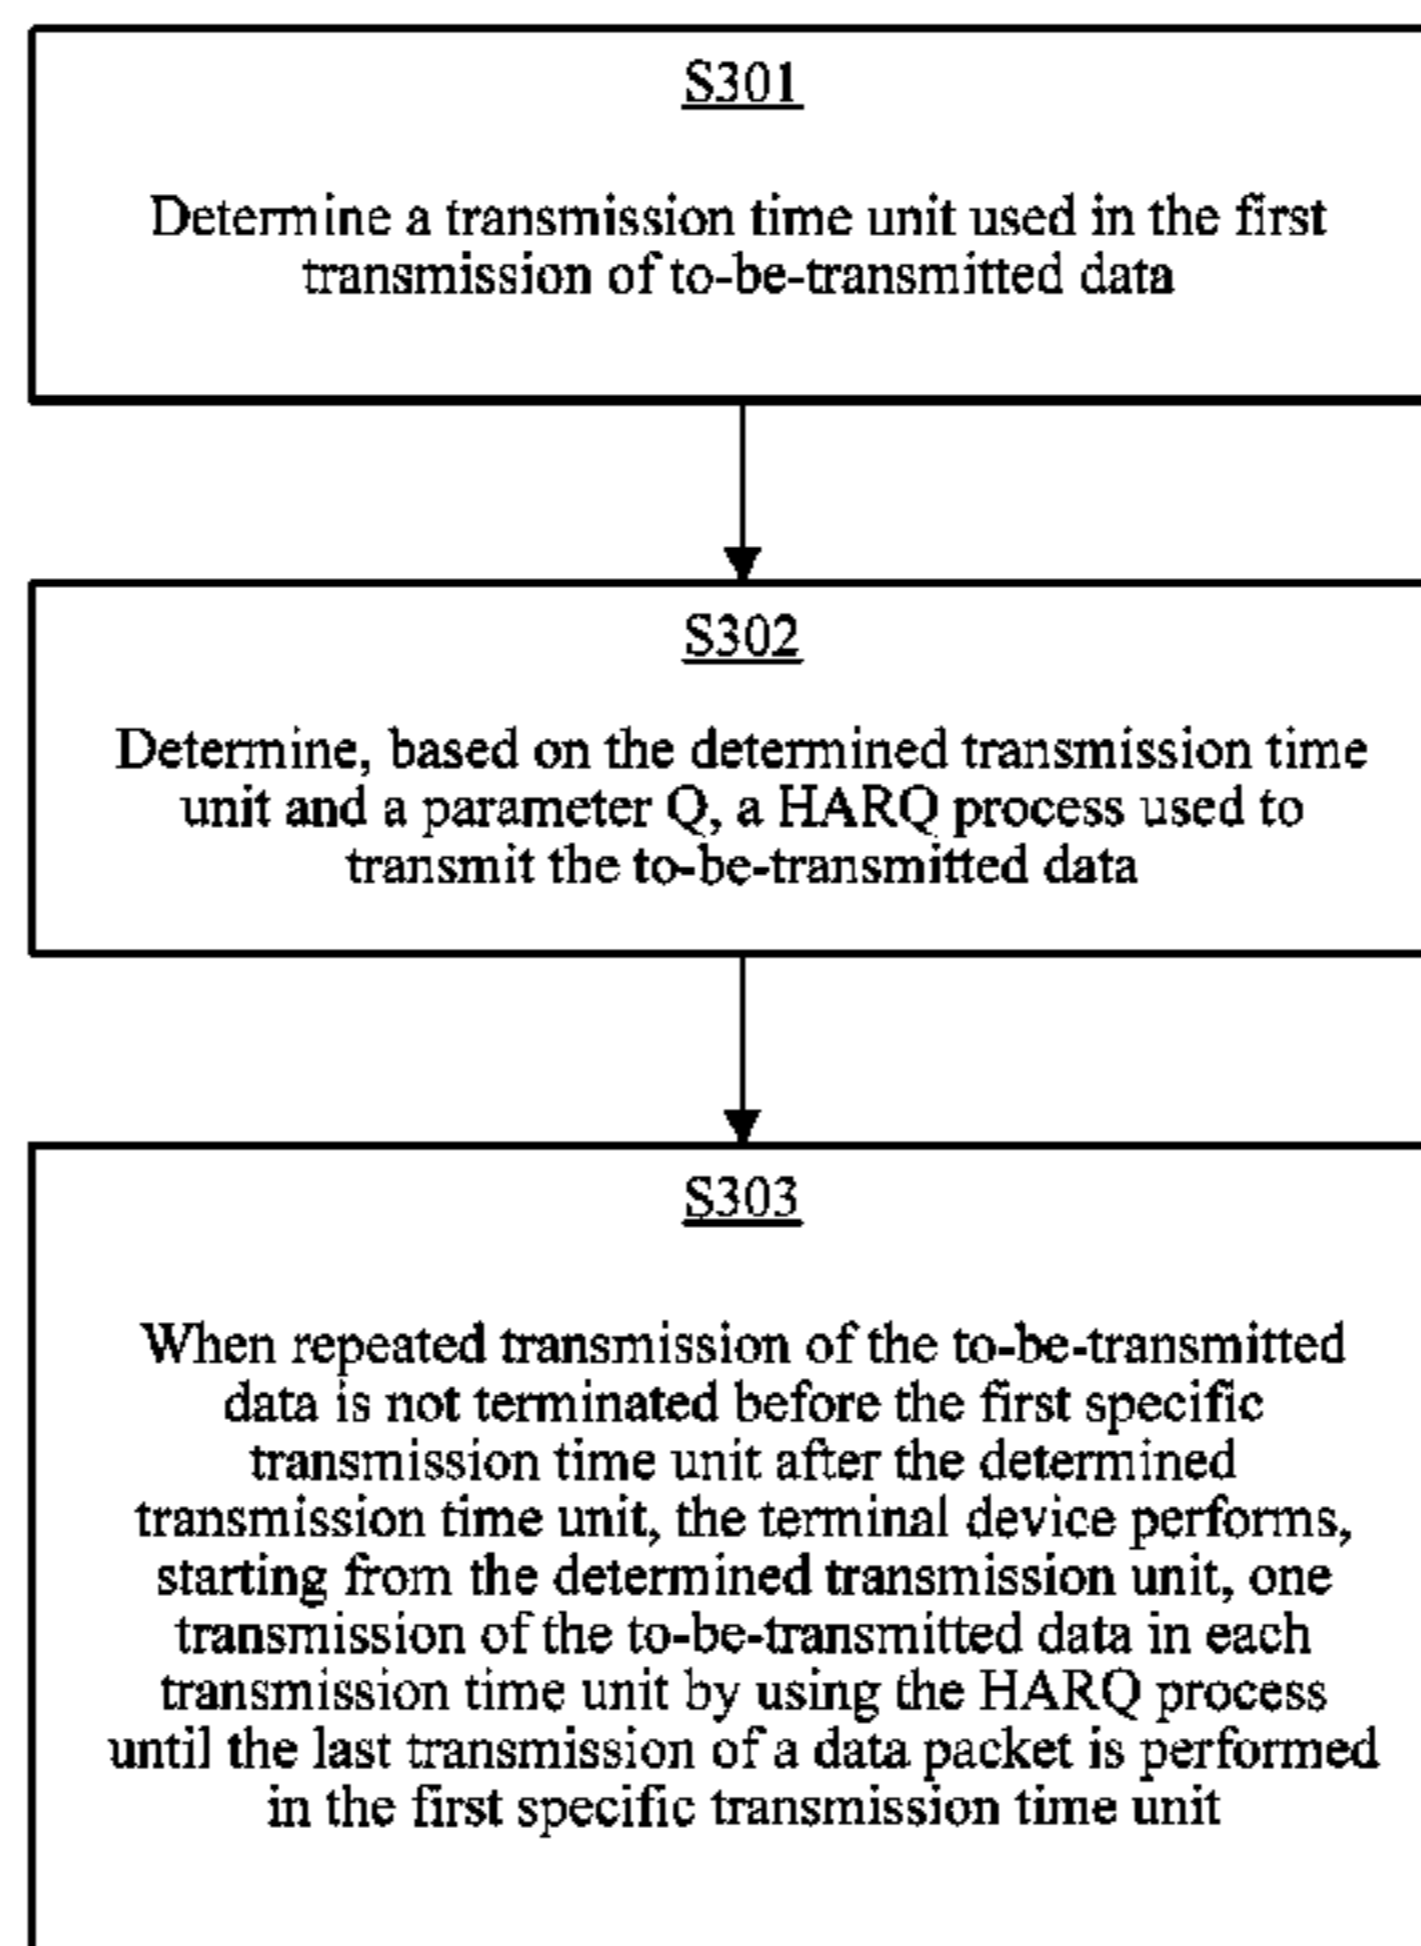 S301
Determine a transmission time unit used in the first
transmission of to-be-transmitted data
S302
Determine, based on the determined transmission time
unit and a parameter Q, a HARQ process used to
transmit the to-be-transmitted data
S303
When repeated transmission of the to-be-transmitted
data is not terminated before the first specific
transmission time unit after the determined
transmission time unit, the terminal device performs,
starting from the determined transmission unit, one
transmission of the to-be-transmitted data in each
transmission time unit by using the HARQ process
until the last transmission of a data packet is performed
in the first specific transmission time unit